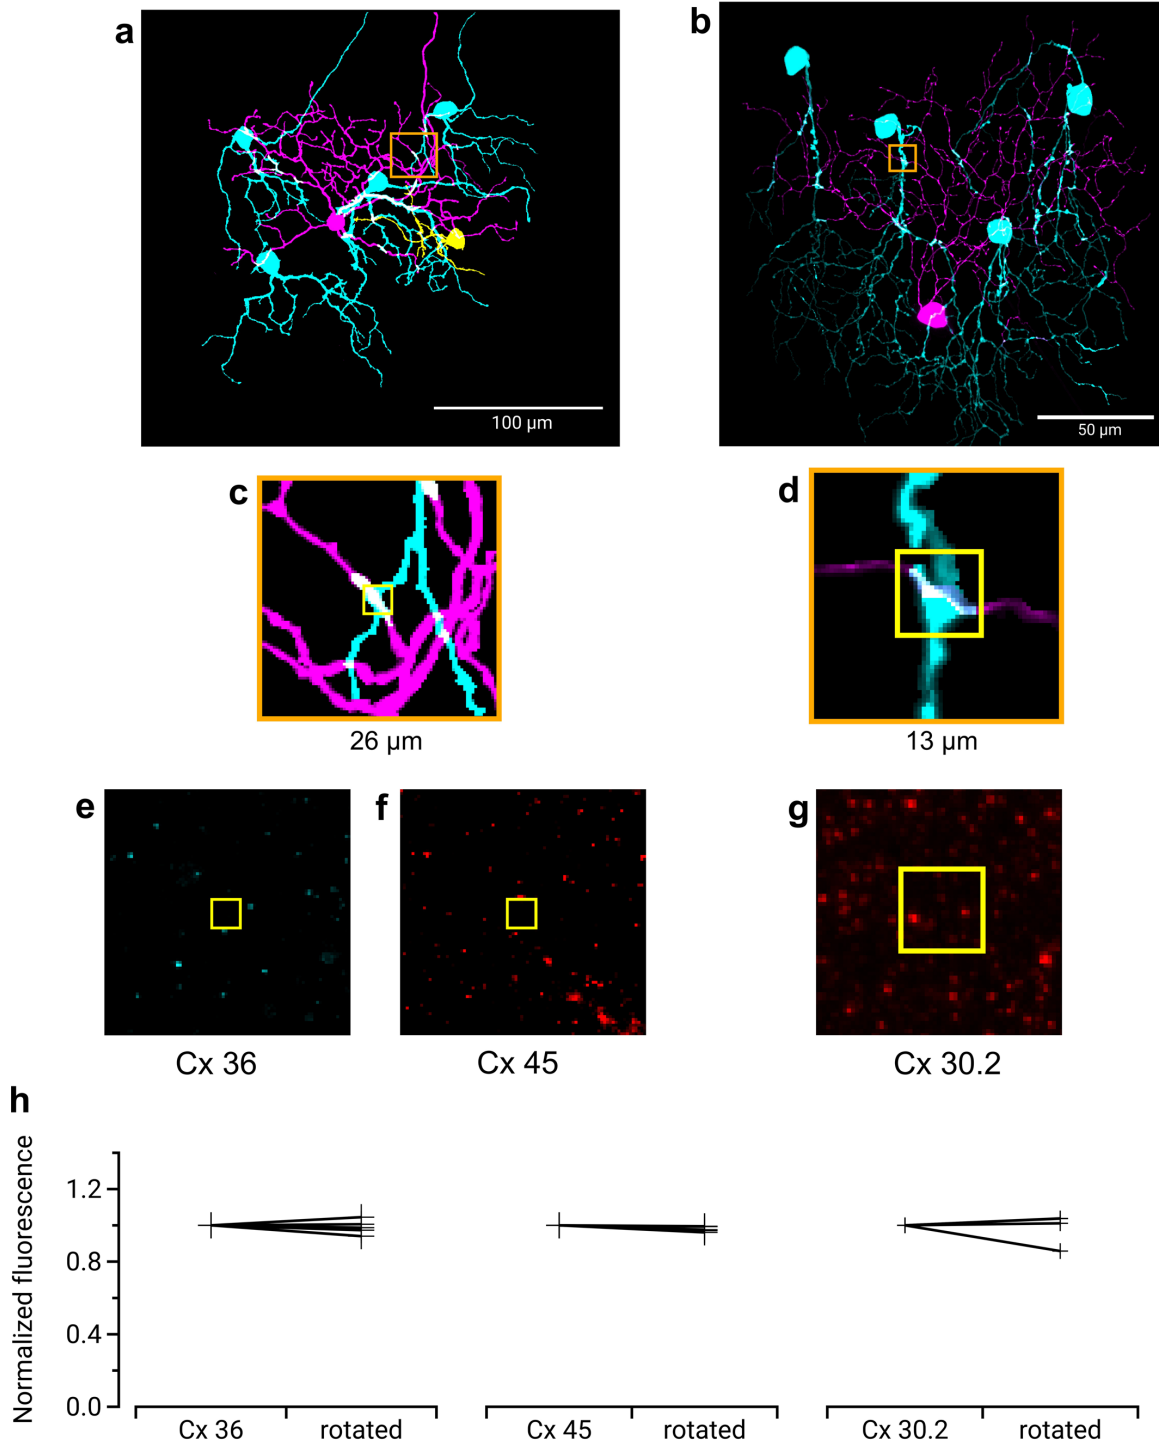 a
b
100 µm
50 µm
c
d
26 µm
13 µm
e
f
g
Cx 36
Cx 45
Cx 30.2
h
Normalized fluorescence
1.2
0.8
0.4
0.0
Cx 36 rotated
Cx 45 rotated
Cx 30.2 rotated